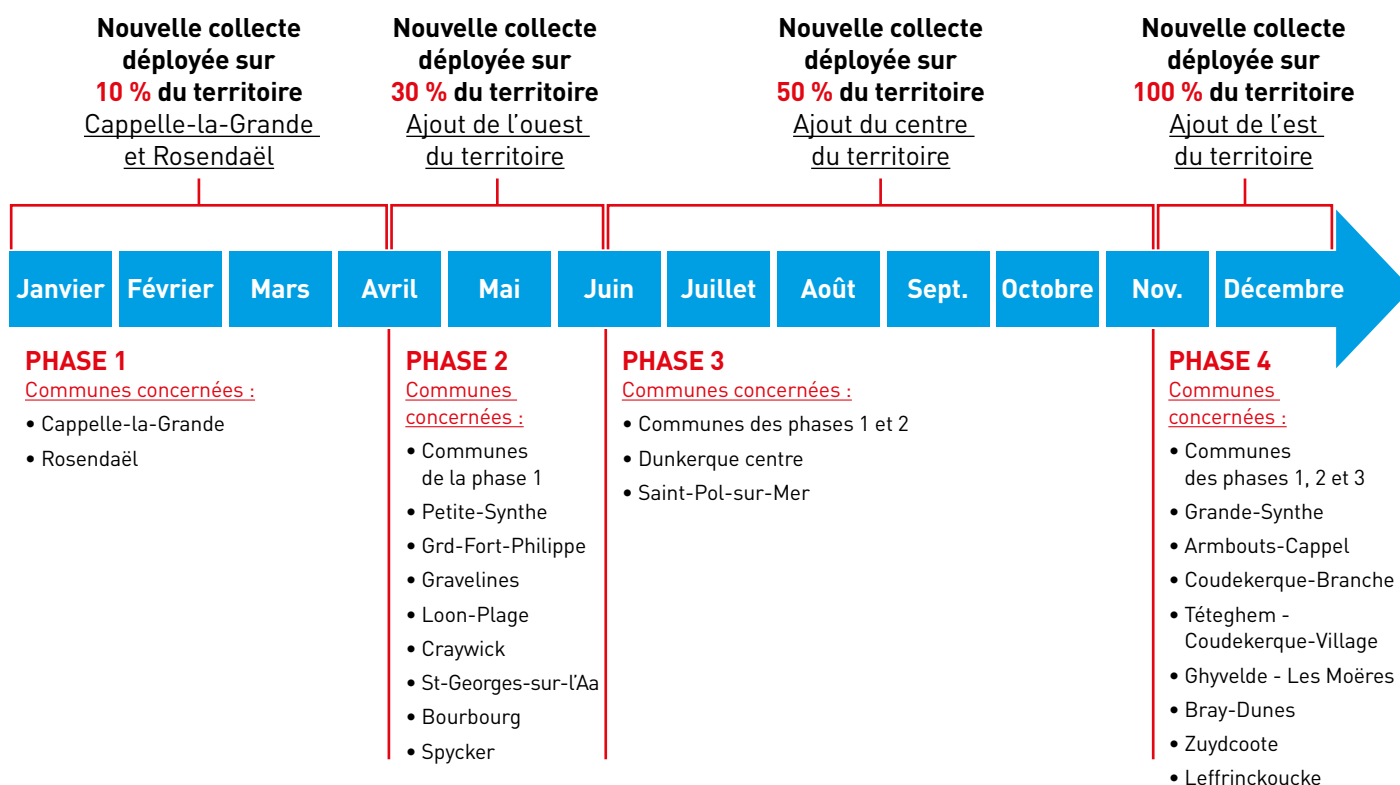 Nouvelle collecte
déployée sur
10 % du territoire
Cappelle-la-Grande
et Rosendaël
Nouvelle collecte
déployée sur
30 % du territoire
Ajout de l'ouest
du territoire
Nouvelle collecte
déployée sur
50 % du territoire
Ajout du centre
du territoire
Nouvelle collecte
déployée sur
100 % du territoire
Ajout de l'est
du territoire
Janvier Février Mars Avril Mai Juin Juillet Août Sept. Octobre Nov. Décembre
PHASE 1
Communes concernées :
• Cappelle-la-Grande
• Rosendaël
PHASE 2
Communes
concernées :
• Communes
de la phase 1
• Petite-Synthe
• Grd-Fort-Philippe
• Gravelines
• Loon-Plage
• Craywick
• St-Georges-sur-l'Aa
• Bourbourg
• Spycker
PHASE 3
Communes concernées :
• Communes des phases 1 et 2
• Dunkerque centre
• Saint-Pol-sur-Mer
PHASE 4
Communes
concernées :
• Communes
des phases 1, 2 et 3
• Grande-Synthe
• Armbouts-Cappel
• Coudekerque-Branche
• Téteghem -
Coudekerque-Village
• Ghyvelde - Les Moëres
• Bray-Dunes
• Zuydcoote
• Leffrinckoucke